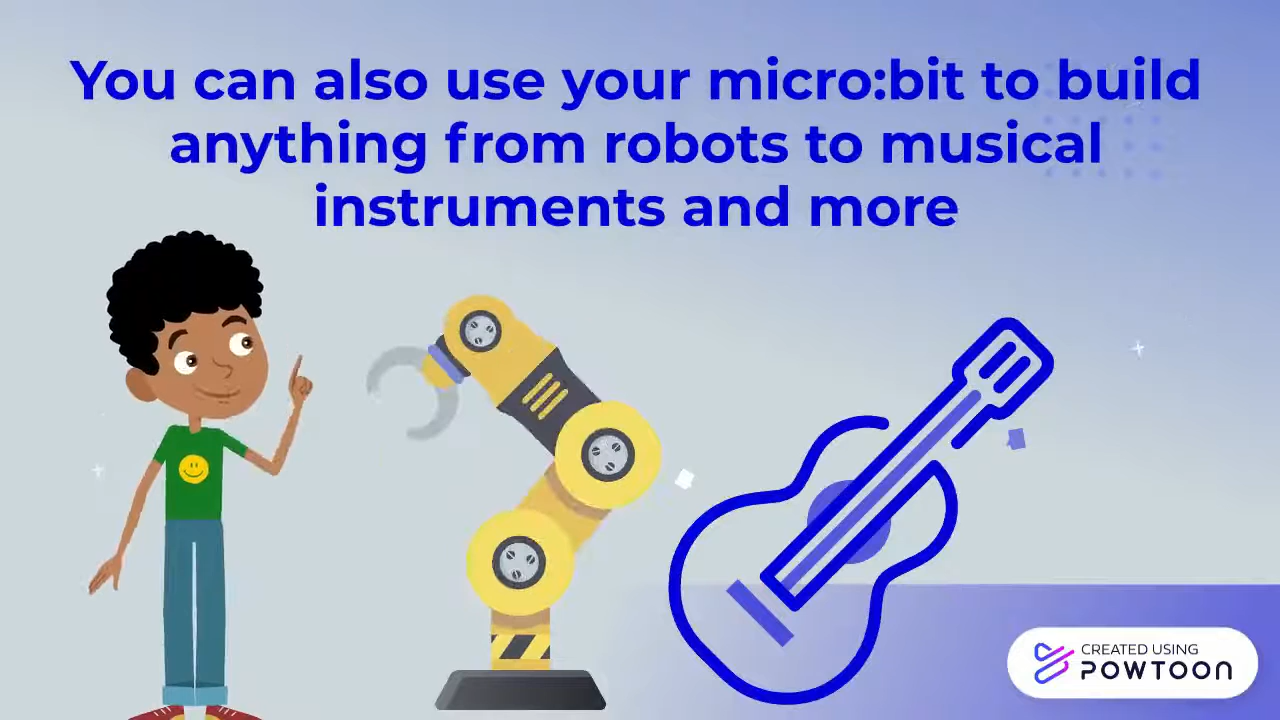 You can also use your micro:bit to build
anything from robots to musical
instruments and more
CREATED USING
POWTOON